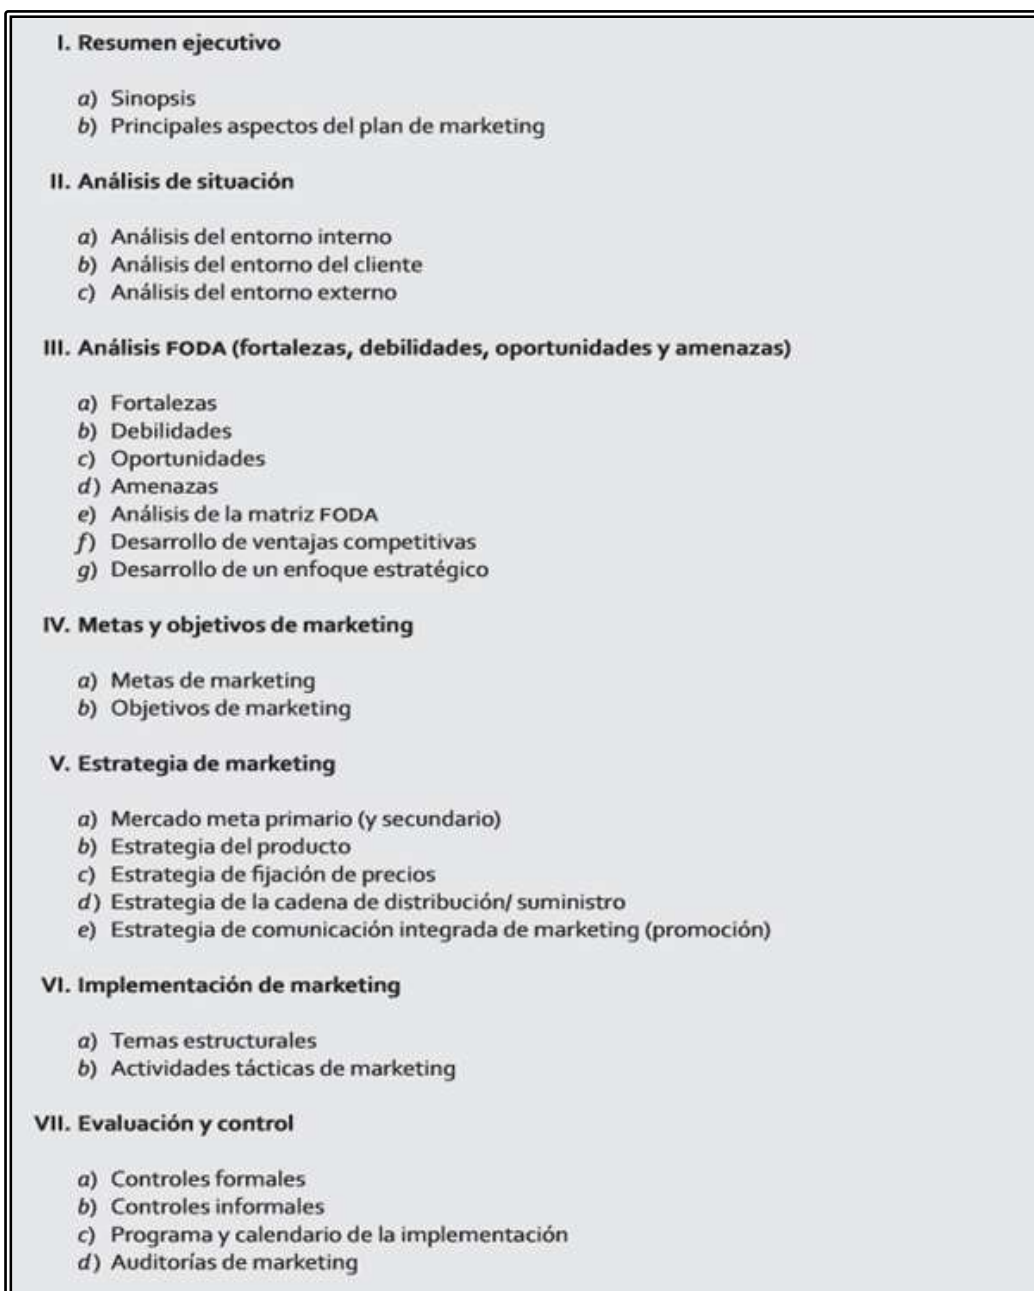 I. Resumen ejecutivo
a) Sinopsis
b) Principales aspectos del plan de marketing
II. Análisis de situación
a) Análisis del entorno interno
b) Análisis del entorno del cliente
c) Análisis del entorno externo
III. Análisis FODA (fortalezas, debilidades, oportunidades y amenazas)
a) Fortalezas
b) Debilidades
c) Oportunidades
d) Amenazas
e) Análisis de la matriz FODA
f) Desarrollo de ventajas competitivas
g) Desarrollo de un enfoque estratégico
IV. Metas y objetivos de marketing
a) Metas de marketing
b) Objetivos de marketing
V. Estrategia de marketing
a) Mercado meta primario (y secundario)
b) Estrategia del producto
c) Estrategia de fijación de precios
d) Estrategia de la cadena de distribución/ suministro
e) Estrategia de comunicación integrada de marketing (promoción)
VI. Implementación de marketing
a) Temas estructurales
b) Actividades tácticas de marketing
VII. Evaluación y control
a) Controles formales
b) Controles informales
c) Programa y calendario de la implementación
d) Auditorías de marketing